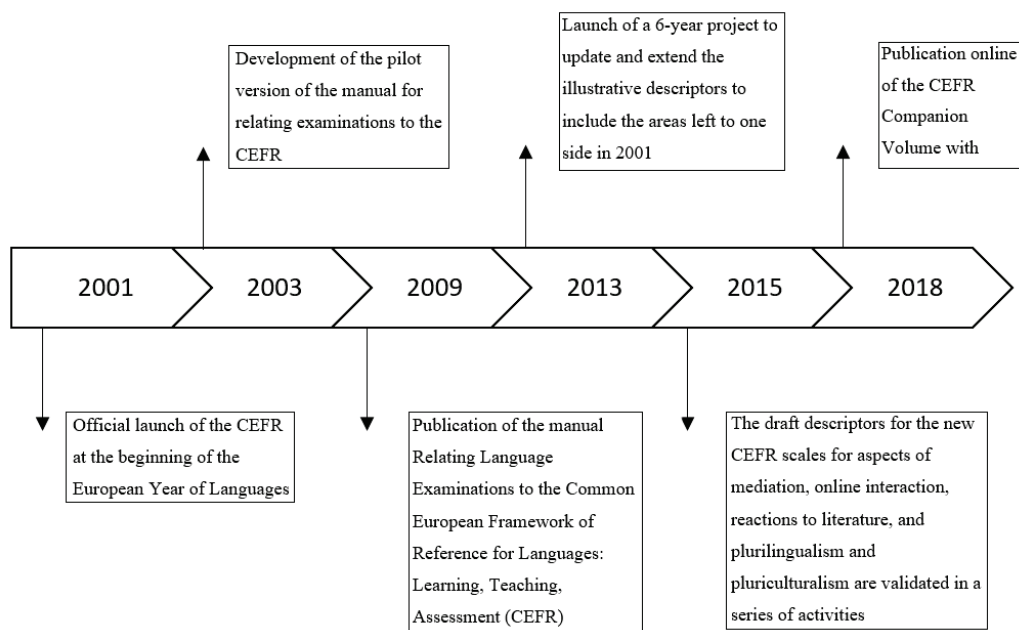 Development of the pilot
version of the manual for
relating examinations to the
CEFR
Launch of a 6-year project to
update and extend the
illustrative descriptors to
include the areas left to one
side in 2001
Publication online
of the CEFR
Companion
Volume with
2001
2003
2009
2013
2015
2018
Official launch of the CEFR
at the beginning of the
European Year of Languages
Publication of the manual
Relating Language
Examinations to the Common
European Framework of
Reference for Languages:
Learning, Teaching,
Assessment (CEFR)
The draft descriptors for the new
CEFR scales for aspects of
mediation, online interaction,
reactions to literature, and
plurilingualism and
pluriculturalism are validated in a
series of activities